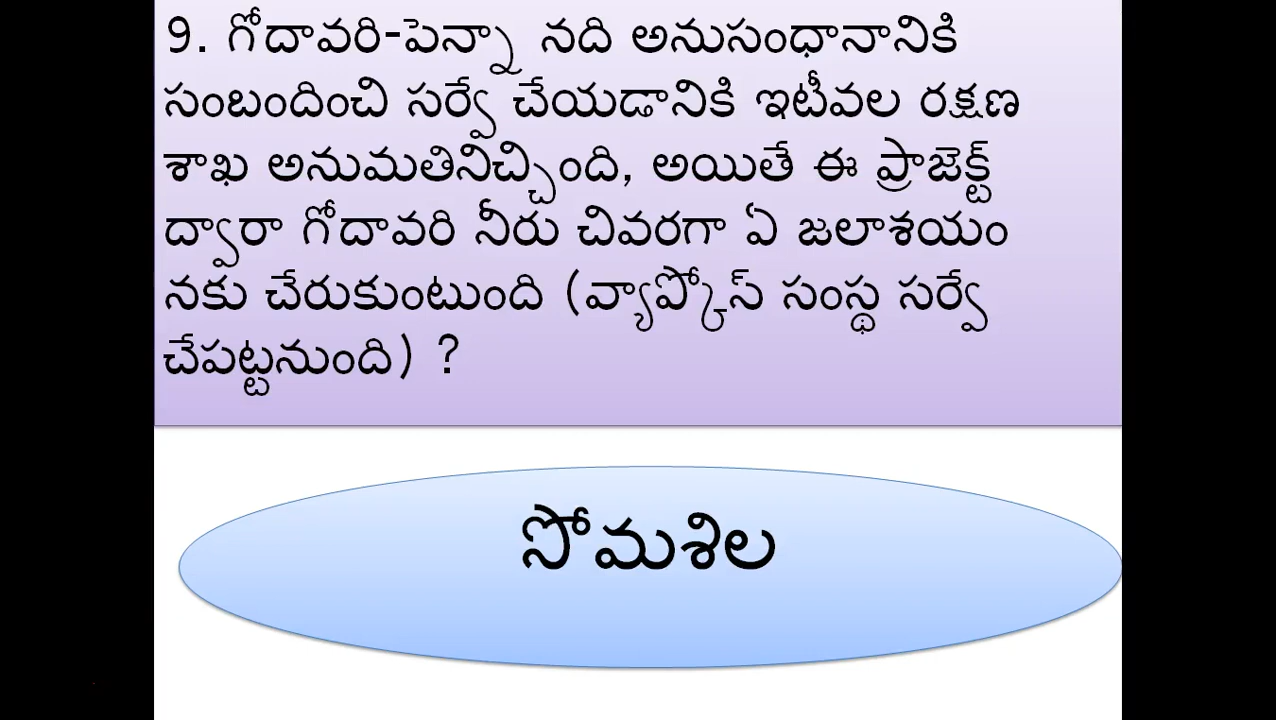 9. గోదావరి-పెన్నా నది అనుసంధానానికి
సంబందించి సర్వే చేయడానికి ఇటీవల రక్షణ
శాఖ అనుమతినిచ్చింది, అయితే ఈ ప్రాజెక్ట్
ద్వారా గోదావరి నీరు చివరగా ఏ జలాశయం
నకు చేరుకుంటుంది (వ్యాప్కోస్ సంస్థ సర్వే
చేపట్టనుంది) ?
సోమశిల